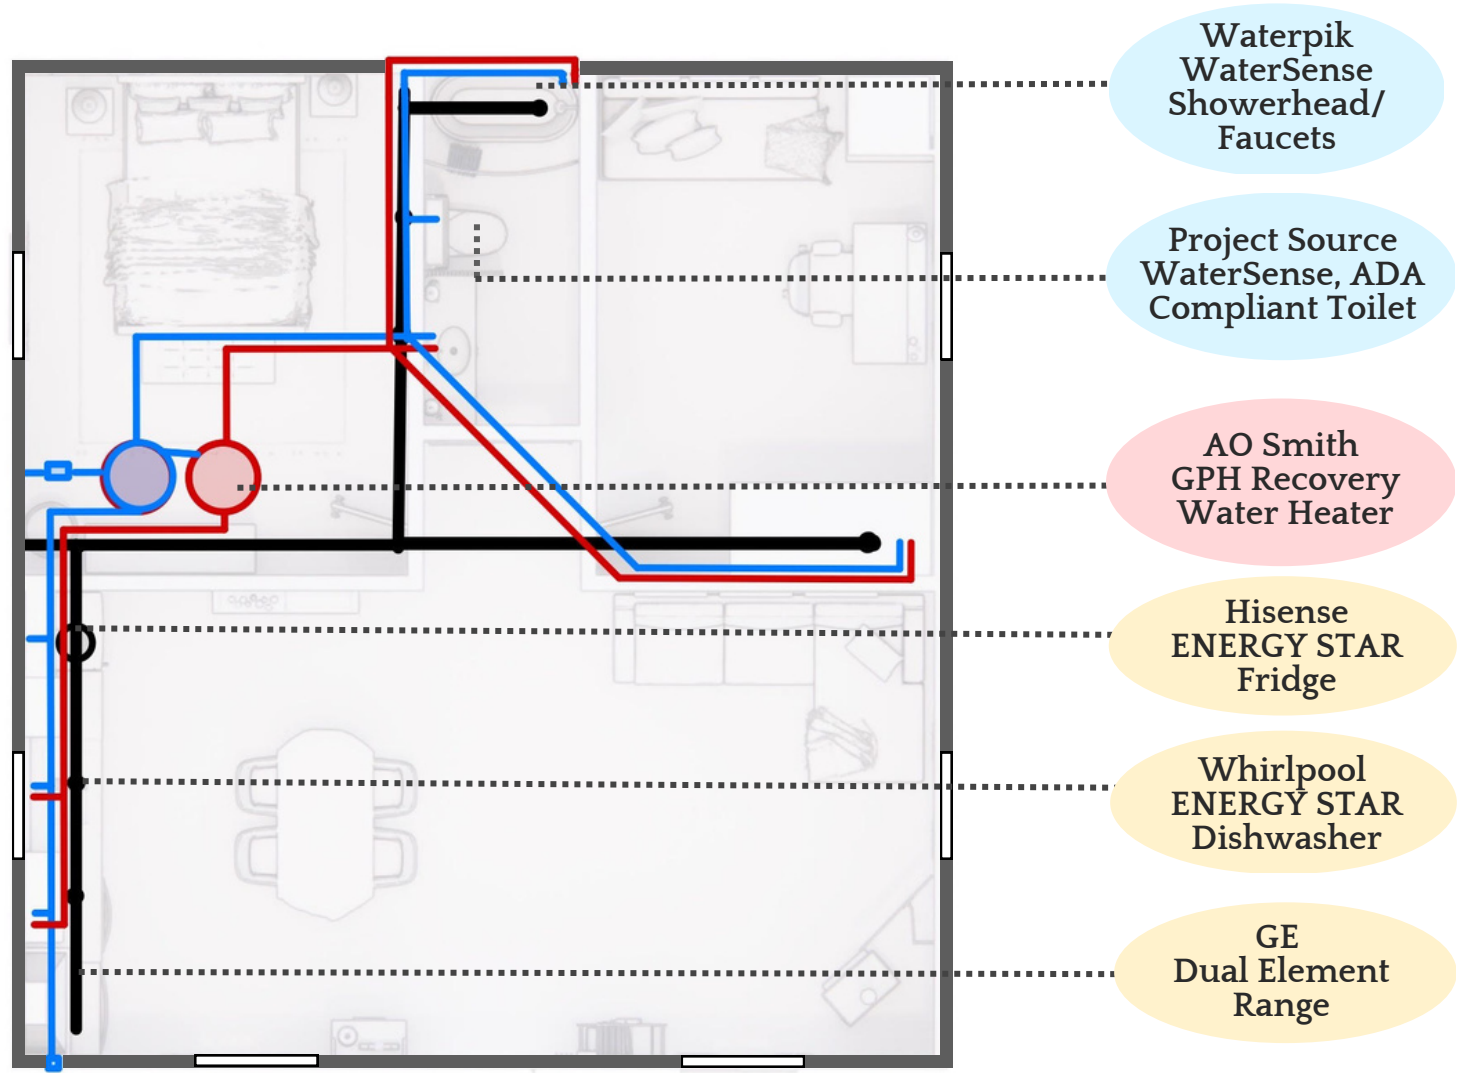 Waterpik
WaterSense
Showerhead/
Faucets
Project Source
WaterSense, ADA
Compliant Toilet
AO Smith
GPH Recovery
Water Heater
Hisense
ENERGY STAR
Fridge
Whirlpool
ENERGY STAR
Dishwasher
GE
Dual Element
Range